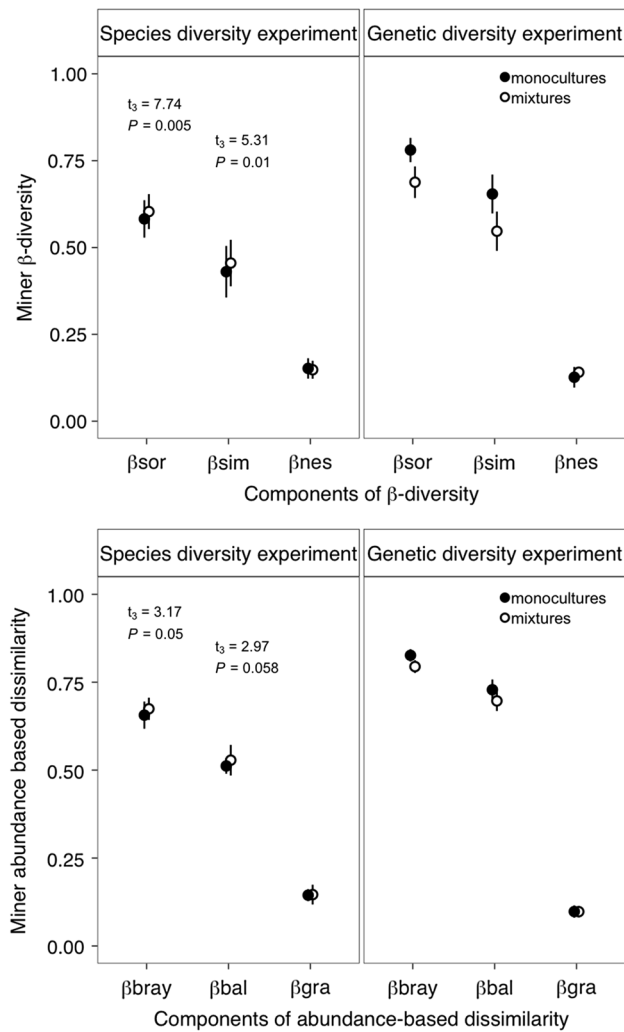 Species diversity experiment
Genetic diversity experiment
1.00
0.75
0.50
0.25
0.00
Miner β-diversity
t3 = 7.74
P = 0.005
t3 = 5.31
P = 0.01
monocultures
mixtures
βsor βsim βnes
βsor βsim βnes
Components of β-diversity
Species diversity experiment
Genetic diversity experiment
1.00
0.75
0.50
0.25
0.00
Miner abundance based dissimilarity
t3 = 3.17
P = 0.05
t3 = 2.97
P = 0.058
monocultures
mixtures
βbray βbal βgra
βbray βbal βgra
Components of abundance-based dissimilarity